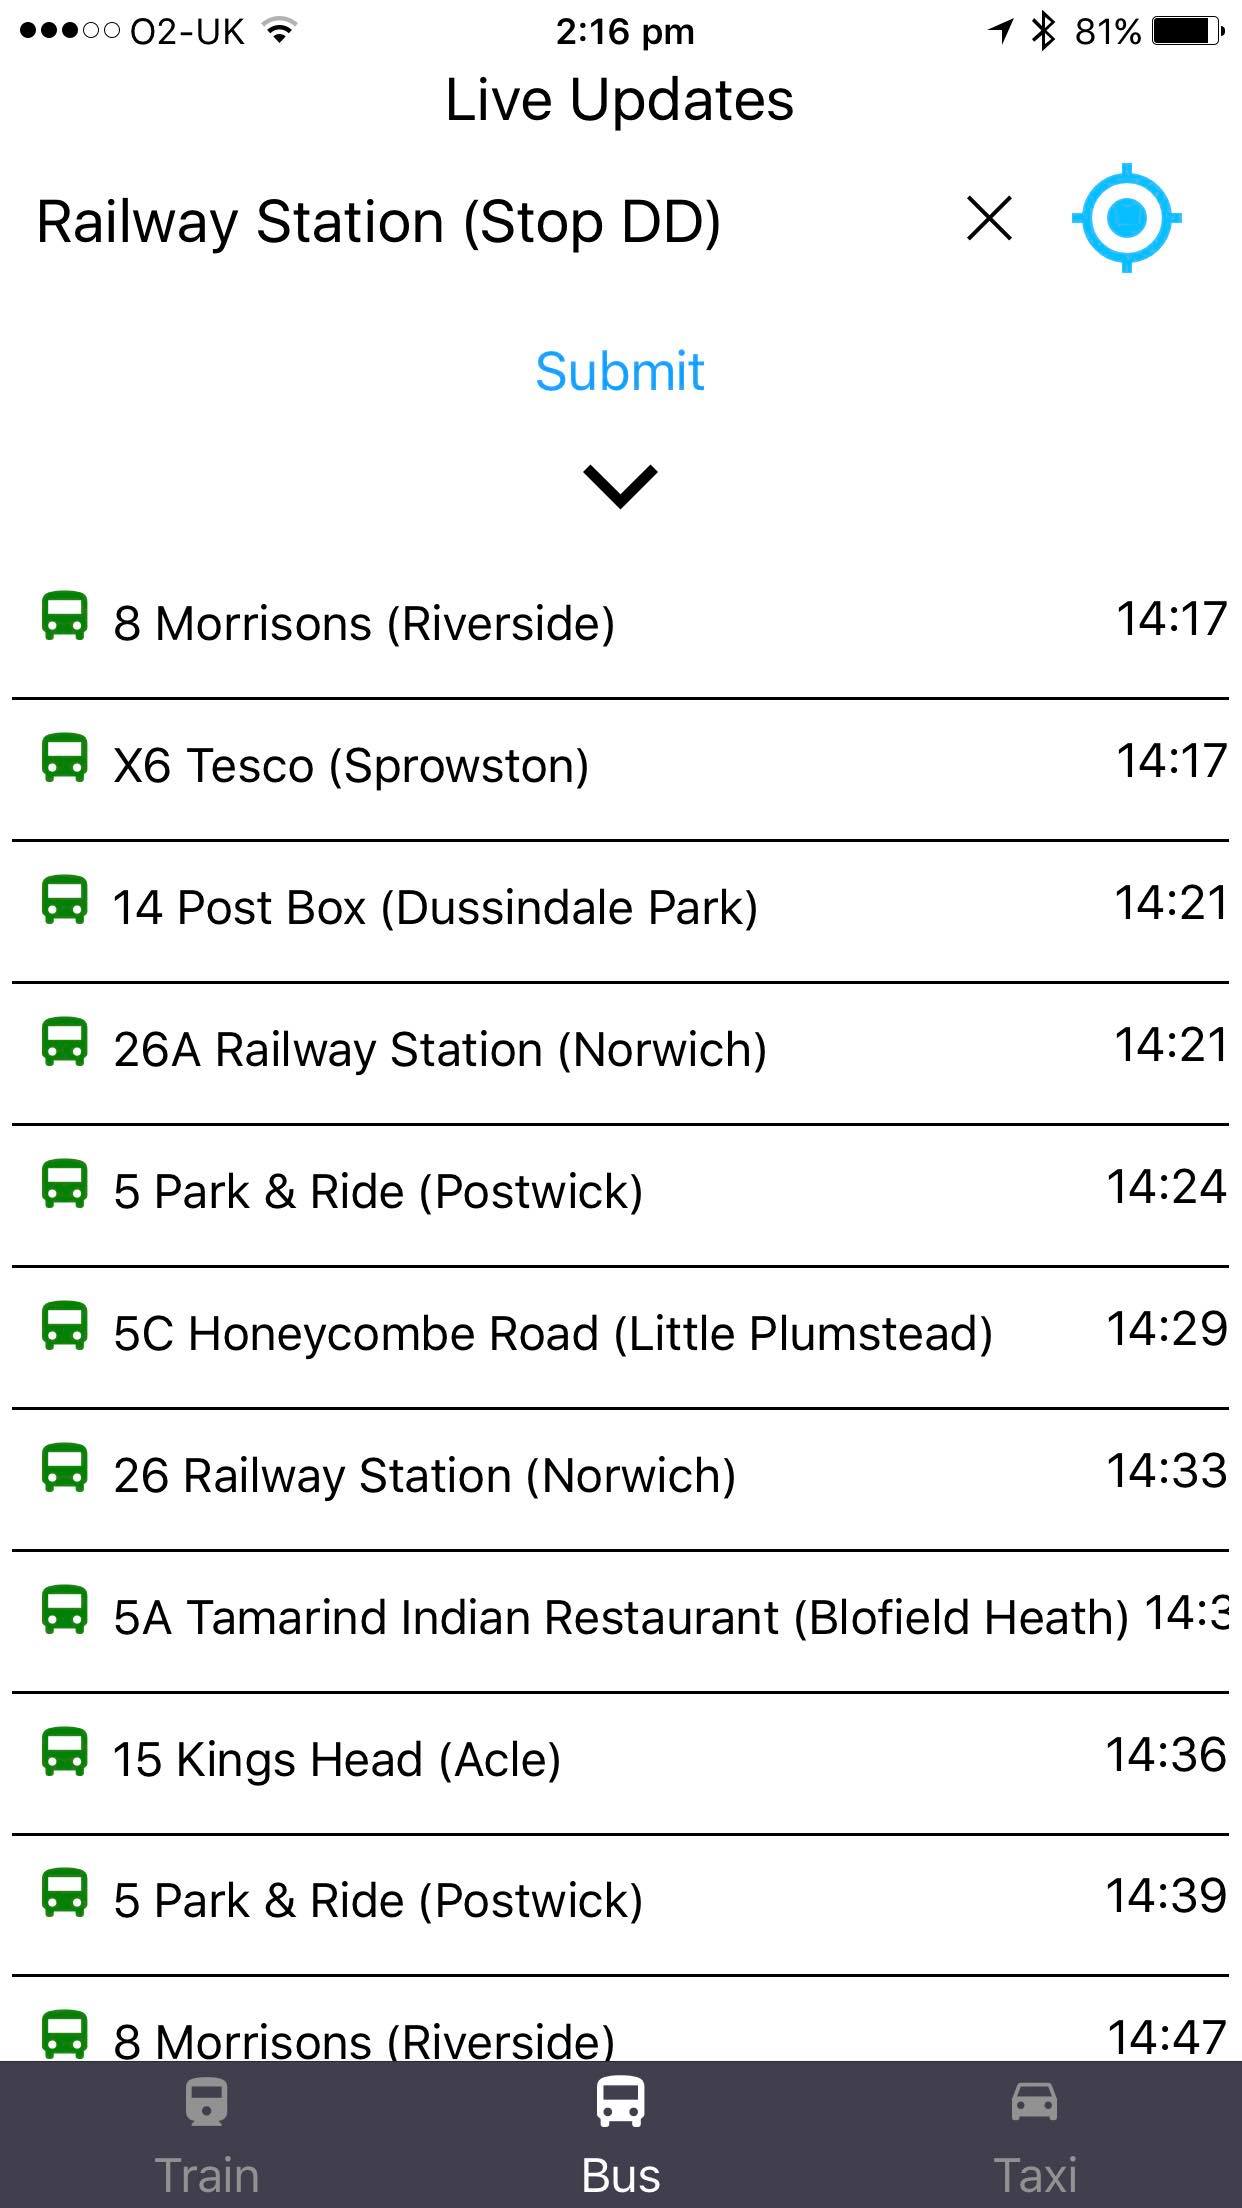 O2-UK 2:16 pm 81%
Live Updates
Railway Station (Stop DD)
Submit
8 Morrisons (Riverside) 14:17
X6 Tesco (Sprowston) 14:17
14 Post Box (Dussindale Park) 14:21
26A Railway Station (Norwich) 14:21
5 Park & Ride (Postwick) 14:24
5C Honeycombe Road (Little Plumstead) 14:29
26 Railway Station (Norwich) 14:33
5A Tamarind Indian Restaurant (Blofield Heath) 14:3
15 Kings Head (Acle) 14:36
5 Park & Ride (Postwick) 14:39
8 Morrisons (Riverside) 14:47
Train Bus Taxi